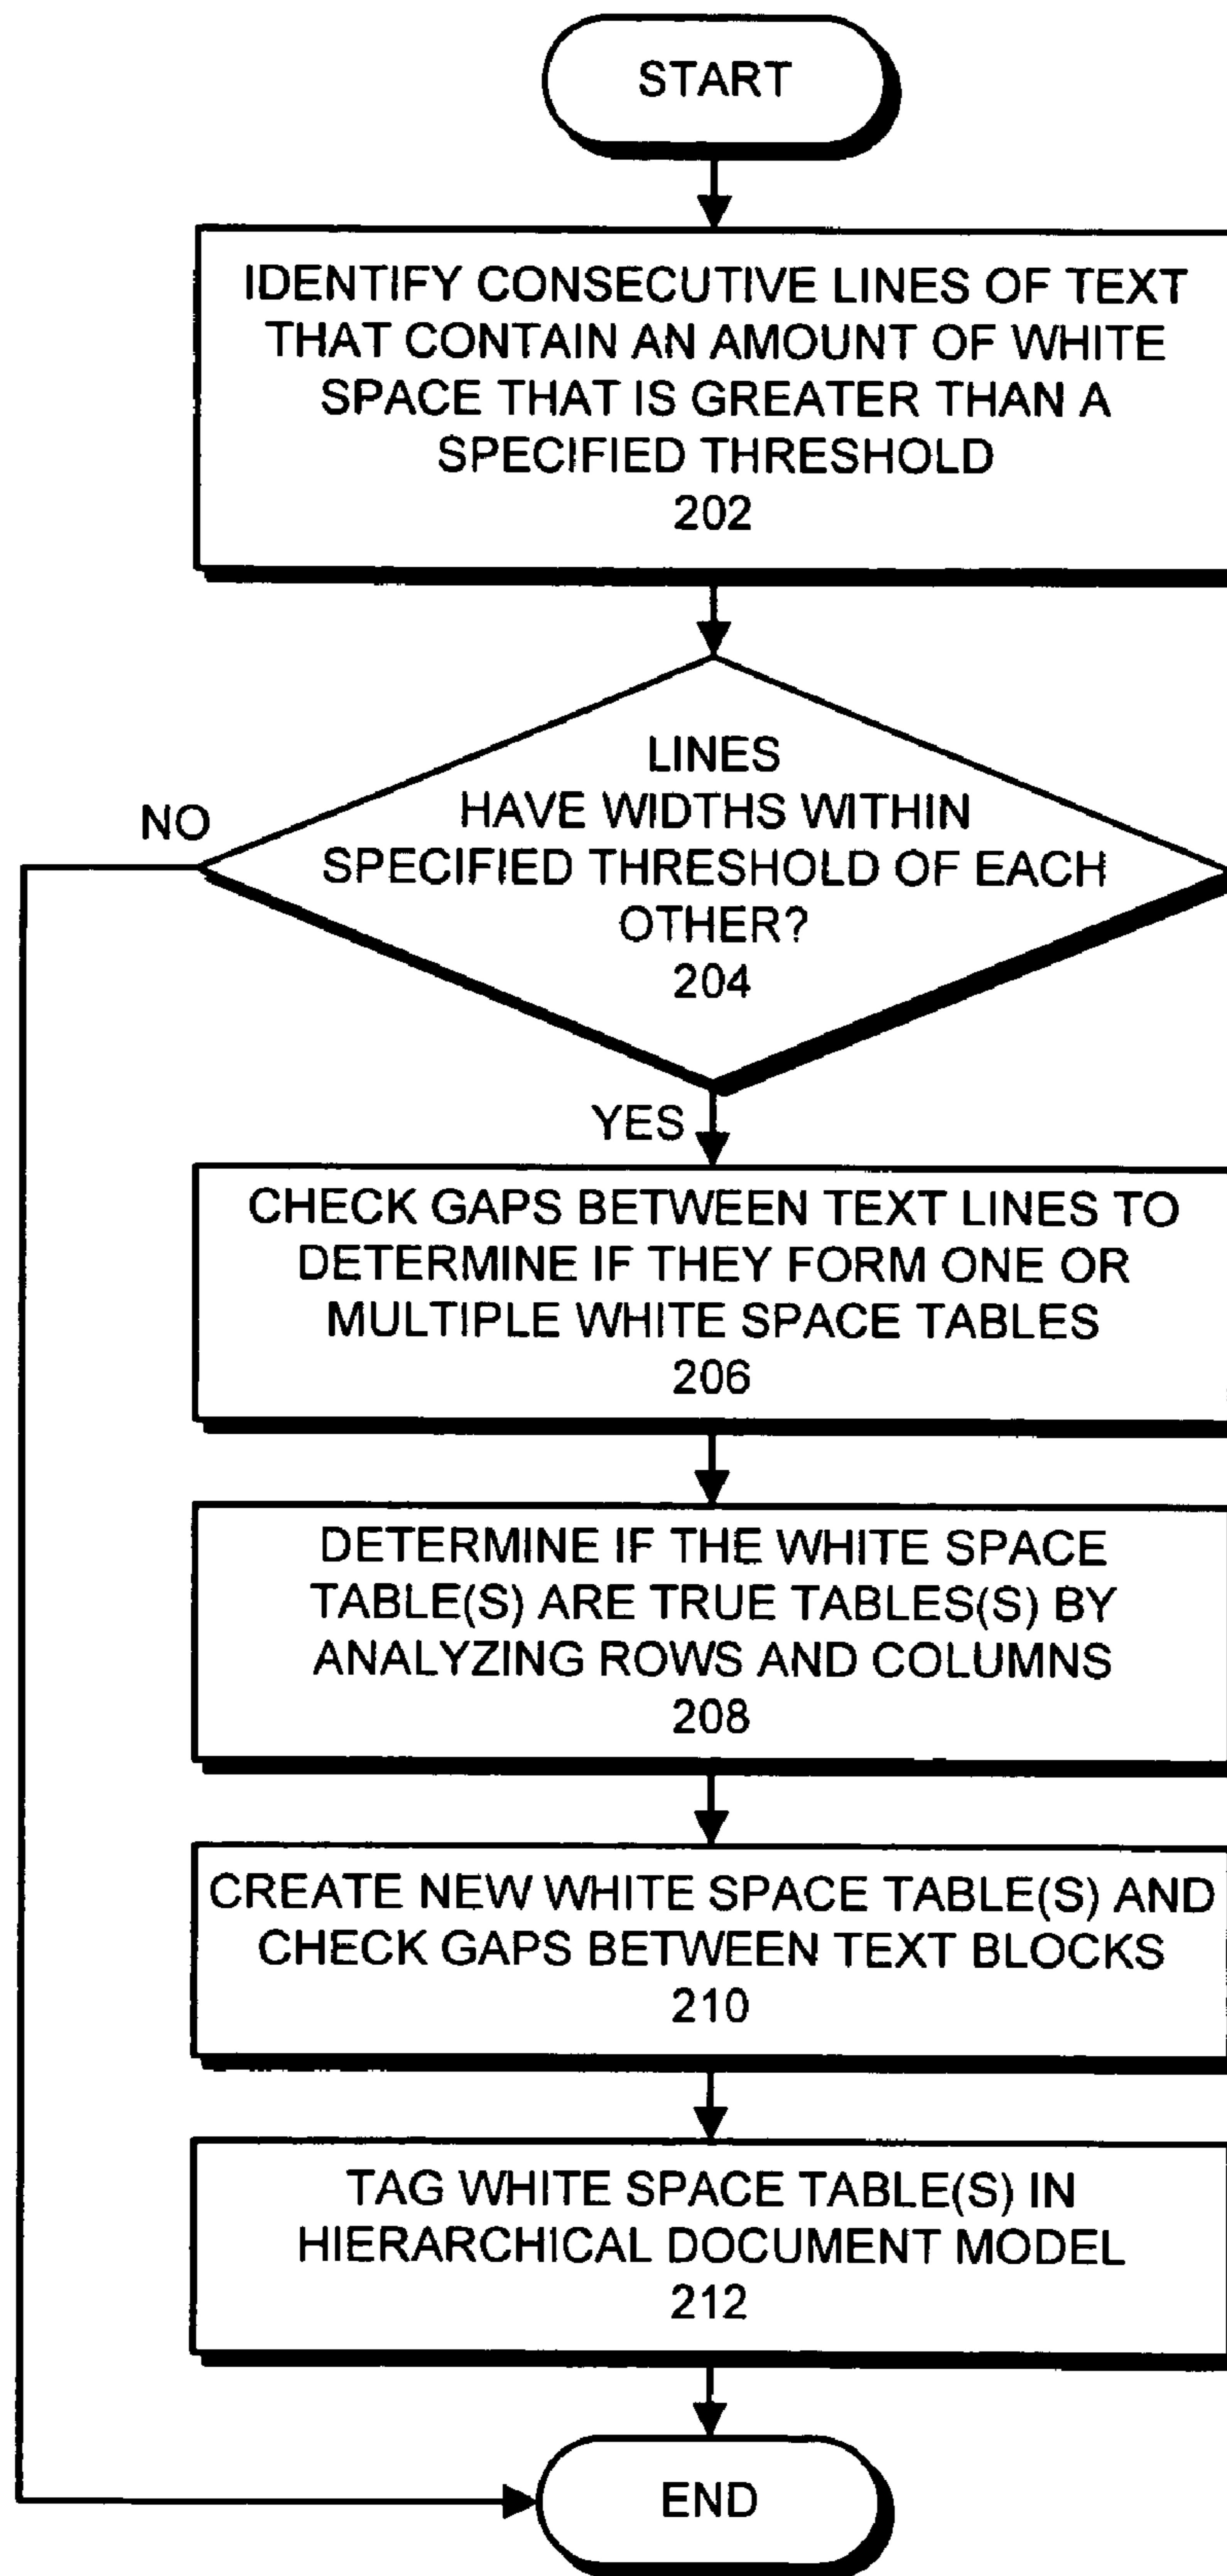 START
IDENTIFY CONSECUTIVE LINES OF TEXT
THAT CONTAIN AN AMOUNT OF WHITE
SPACE THAT IS GREATER THAN A
SPECIFIED THRESHOLD
202
LINES
HAVE WIDTHS WITHIN
SPECIFIED THRESHOLD OF EACH
OTHER?
204
NO
YES
CHECK GAPS BETWEEN TEXT LINES TO
DETERMINE IF THEY FORM ONE OR
MULTIPLE WHITE SPACE TABLES
206
DETERMINE IF THE WHITE SPACE
TABLE(S) ARE TRUE TABLES(S) BY
ANALYZING ROWS AND COLUMNS
208
CREATE NEW WHITE SPACE TABLE(S) AND
CHECK GAPS BETWEEN TEXT BLOCKS
210
TAG WHITE SPACE TABLE(S) IN
HIERARCHICAL DOCUMENT MODEL
212
END